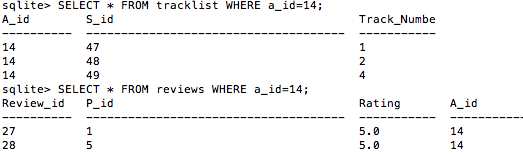 sqlite> SELECT * FROM tracklist WHERE a_id=14;
A_id        S_id                                  Track_Numbe
----------  ------------------------------------  -----------
14          47                                    1
14          48                                    2
14          49                                    4
sqlite> SELECT * FROM reviews WHERE a_id=14;
Review_id   P_id                                  Rating       A_id
----------  ------------------------------------  -----------  -----------
27          1                                     5.0          14
28          5                                     5.0          14